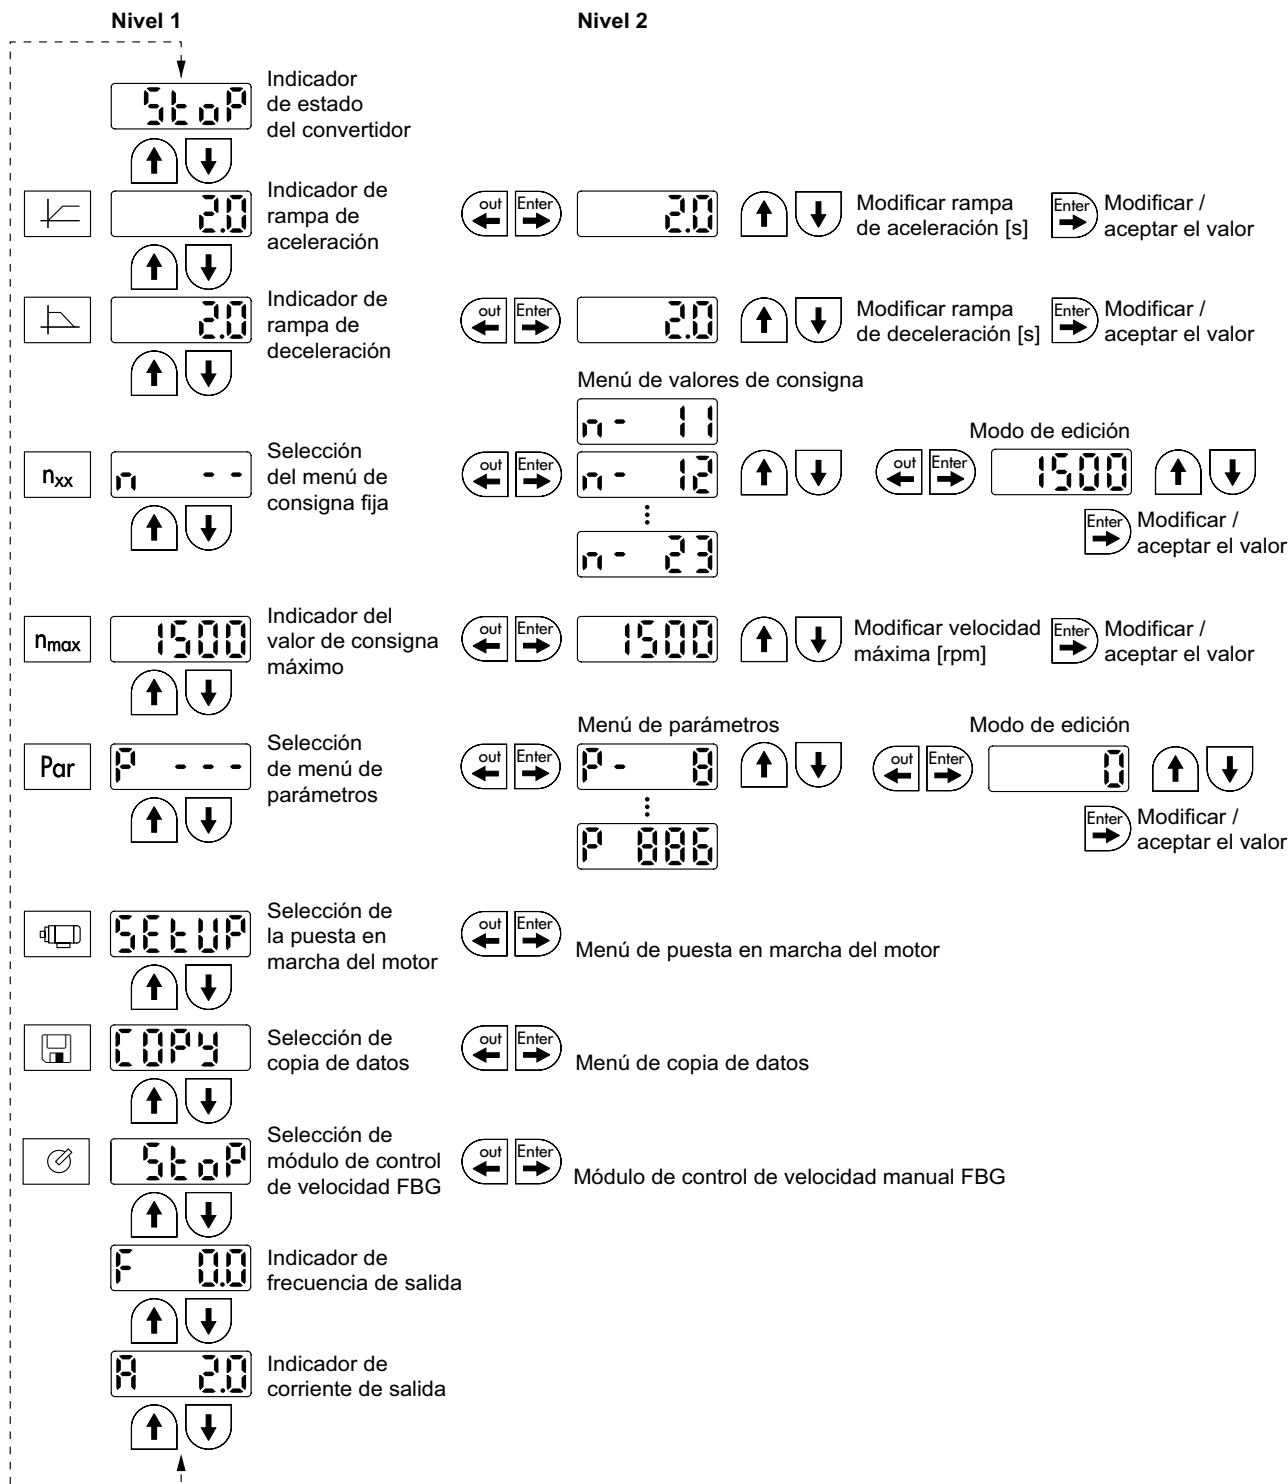 Nivel 1
Nivel 2
StoP
Indicador
de estado
del convertidor
2.0
Indicador de
rampa de
aceleración
out
Enter
2.0
Modificar rampa
de aceleración [s]
Enter
Modificar /
aceptar el valor
2.0
Indicador de
rampa de
deceleración
out
Enter
2.0
Modificar rampa
de deceleración [s]
Enter
Modificar /
aceptar el valor
Menú de valores de consigna
n- 11
nxx
n --
Selección
del menú de
consigna fija
out
Enter
n- 12
Modo de edición
out
Enter
1500
Enter
Modificar /
aceptar el valor
n- 23
nmax
1500
Indicador del
valor de consigna
máximo
out
Enter
1500
Modificar velocidad
máxima [rpm]
Enter
Modificar /
aceptar el valor
Par
P ---
Selección
de menú de
parámetros
out
Enter
Menú de parámetros
P- 8
Modo de edición
out
Enter
0
Enter
Modificar /
aceptar el valor
P 886
SEtUP
Selección de
la puesta en
marcha del motor
out
Enter
Menú de puesta en marcha del motor
COPY
Selección de
copia de datos
out
Enter
Menú de copia de datos
StoP
Selección de
módulo de control
de velocidad FBG
out
Enter
Módulo de control de velocidad manual FBG
F 0.0
Indicador de
frecuencia de salida
A 2.0
Indicador de
corriente de salida